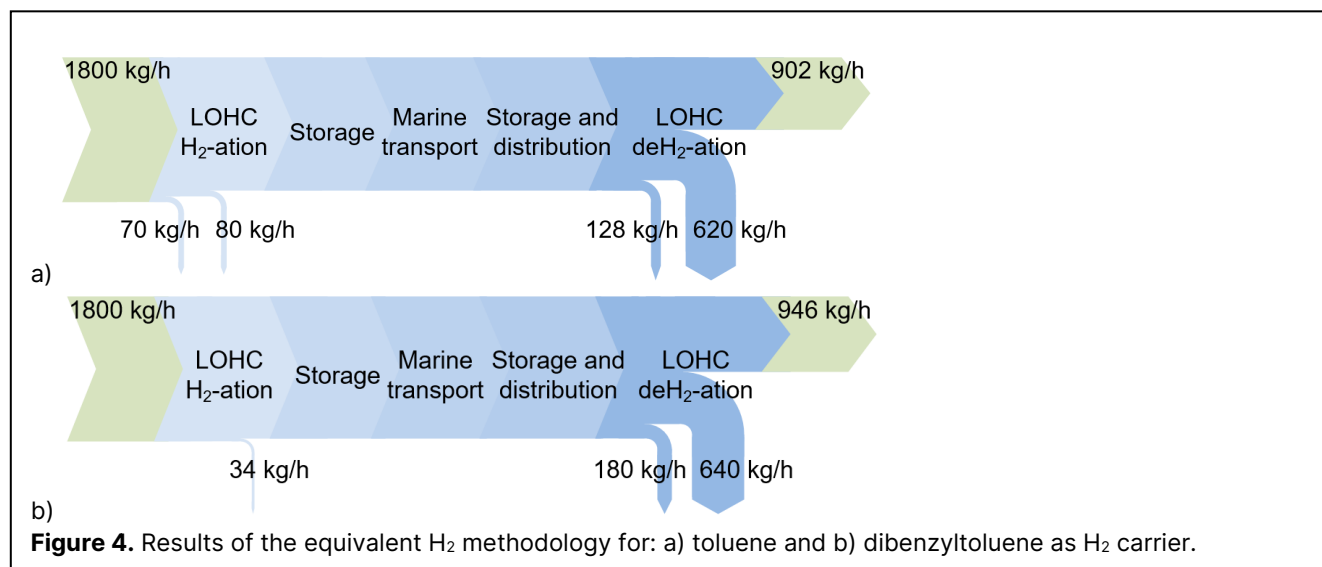 1800 kg/h
902 kg/h
LOHC
H₂-ation
Storage
Marine
transport
Storage and
distribution
LOHC
deH₂-ation
70 kg/h
80 kg/h
128 kg/h
620 kg/h
a)
1800 kg/h
946 kg/h
LOHC
H₂-ation
Storage
Marine
transport
Storage and
distribution
LOHC
deH₂-ation
34 kg/h
180 kg/h
640 kg/h
b)
Figure 4. Results of the equivalent H₂ methodology for: a) toluene and b) dibenzyltoluene as H₂ carrier.